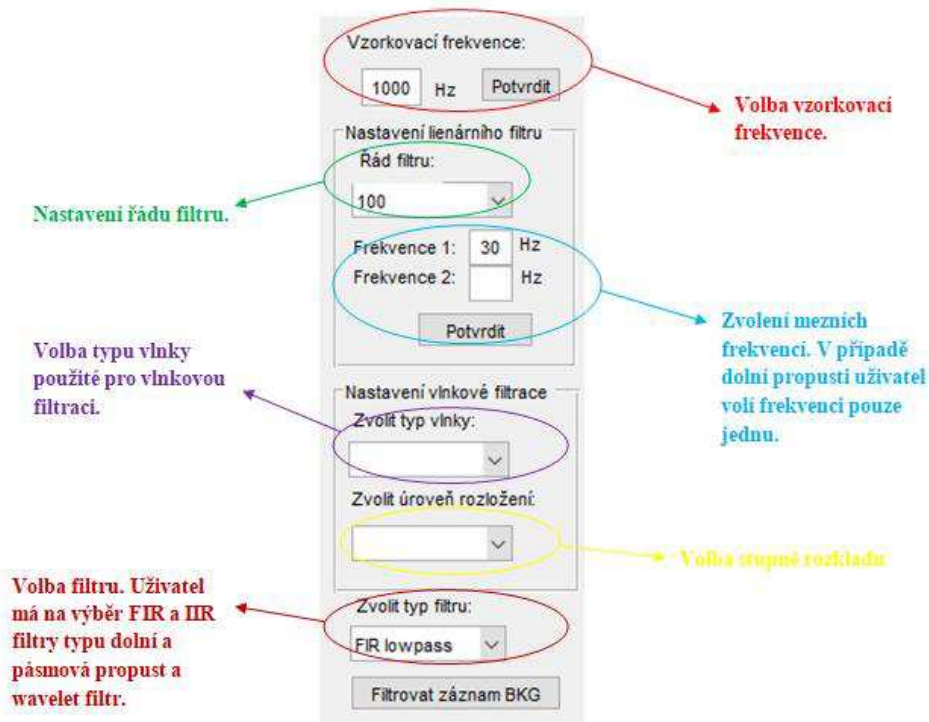 Vzorkovací frekvence:
1000 Hz Potvrdit
Volba vzorkovací
frekvence.
Nastavení lienárního filtru
Řád filtru:
100
Nastavení řádu filtru.
Frekvence 1: 30 Hz
Frekvence 2: Hz
Potvrdit
Zvolení mezních
frekvencí. V případě
dolní propusti uživatel
volí frekvenci pouze
jednu.
Volba typu vlnky
použité pro vlnkovou
filtraci.
Nastavení vlnkové filtrace
Zvolit typ vlnky:
Zvolit úroveň rozložení:
Volba stupně rozkladu
Volba filtru. Uživatel
má na výběr FIR a IIR
filtry typu dolní a
pásmová propust a
wavelet filtr.
Zvolit typ filtru:
FIR lowpass
Filtrovat záznam BKG